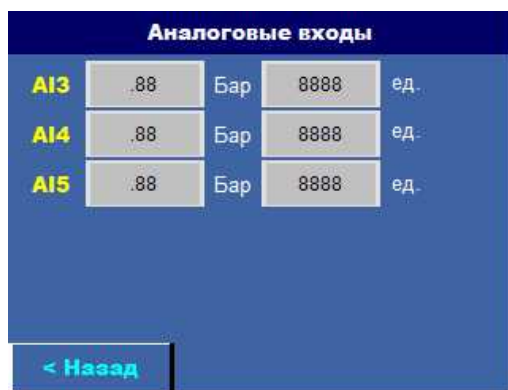 Аналоговые входы
AI3 .88 Бар 8888 ед.
AI4 .88 Бар 8888 ед.
AI5 .88 Бар 8888 ед.
< Назад